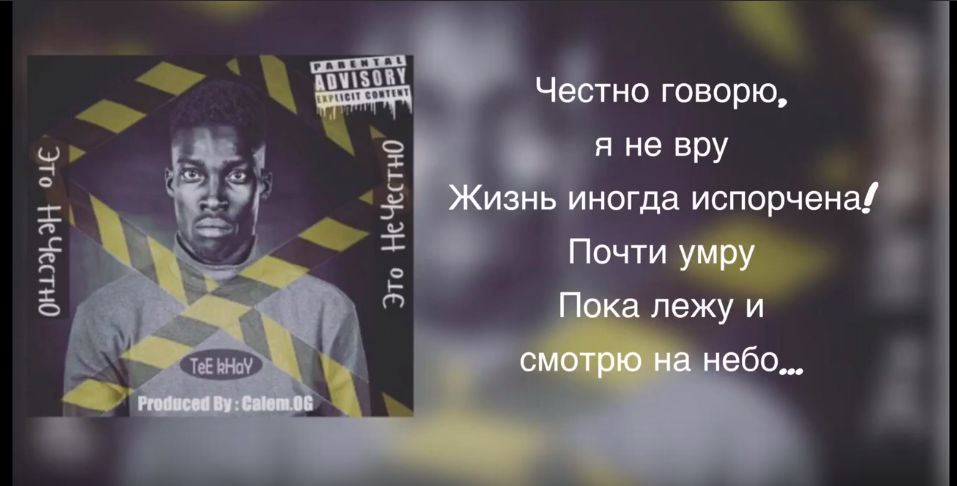 PARENTAL
ADVISORY
EXPLICIT CONTENT
Это НеЧестнО
Это НеЧестнО
TeE kHaY
Produced By : Calem.OG
Честно говорю,
я не вру
Жизнь иногда испорчена!
Почти умру
Пока лежу и
смотрю на небо...